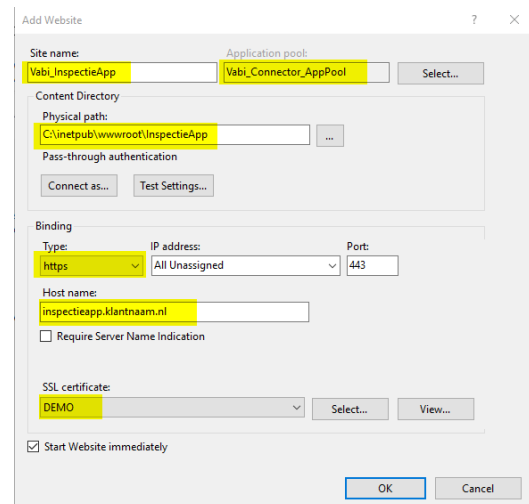 Add Website
? ×
Site name: Application pool:
Vabi_InspectieApp Vabi_Connector_AppPool Select...
Content Directory
Physical path:
C:\inetpub\wwwroot\InspectieApp ...
Pass-through authentication
Connect as... Test Settings...
Binding
Type: IP address: Port:
https All Unassigned 443
Host name:
inspectieapp.klantnaam.nl
Require Server Name Indication
SSL certificate:
DEMO Select... View...
Start Website immediately
OK Cancel